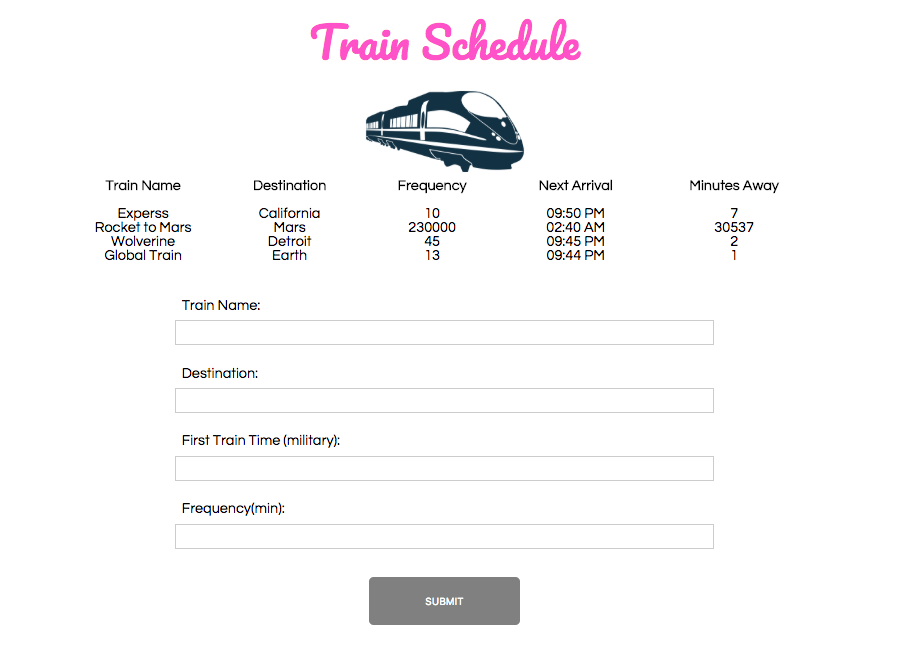 Train Schedule
Train Name Destination Frequency Next Arrival Minutes Away
Experss California 10 09:50 PM 7
Rocket to Mars Mars 230000 02:40 AM 30537
Wolverine Detroit 45 09:45 PM 2
Global Train Earth 13 09:44 PM 1
Train Name:
Destination:
First Train Time (military):
Frequency(min):
SUBMIT